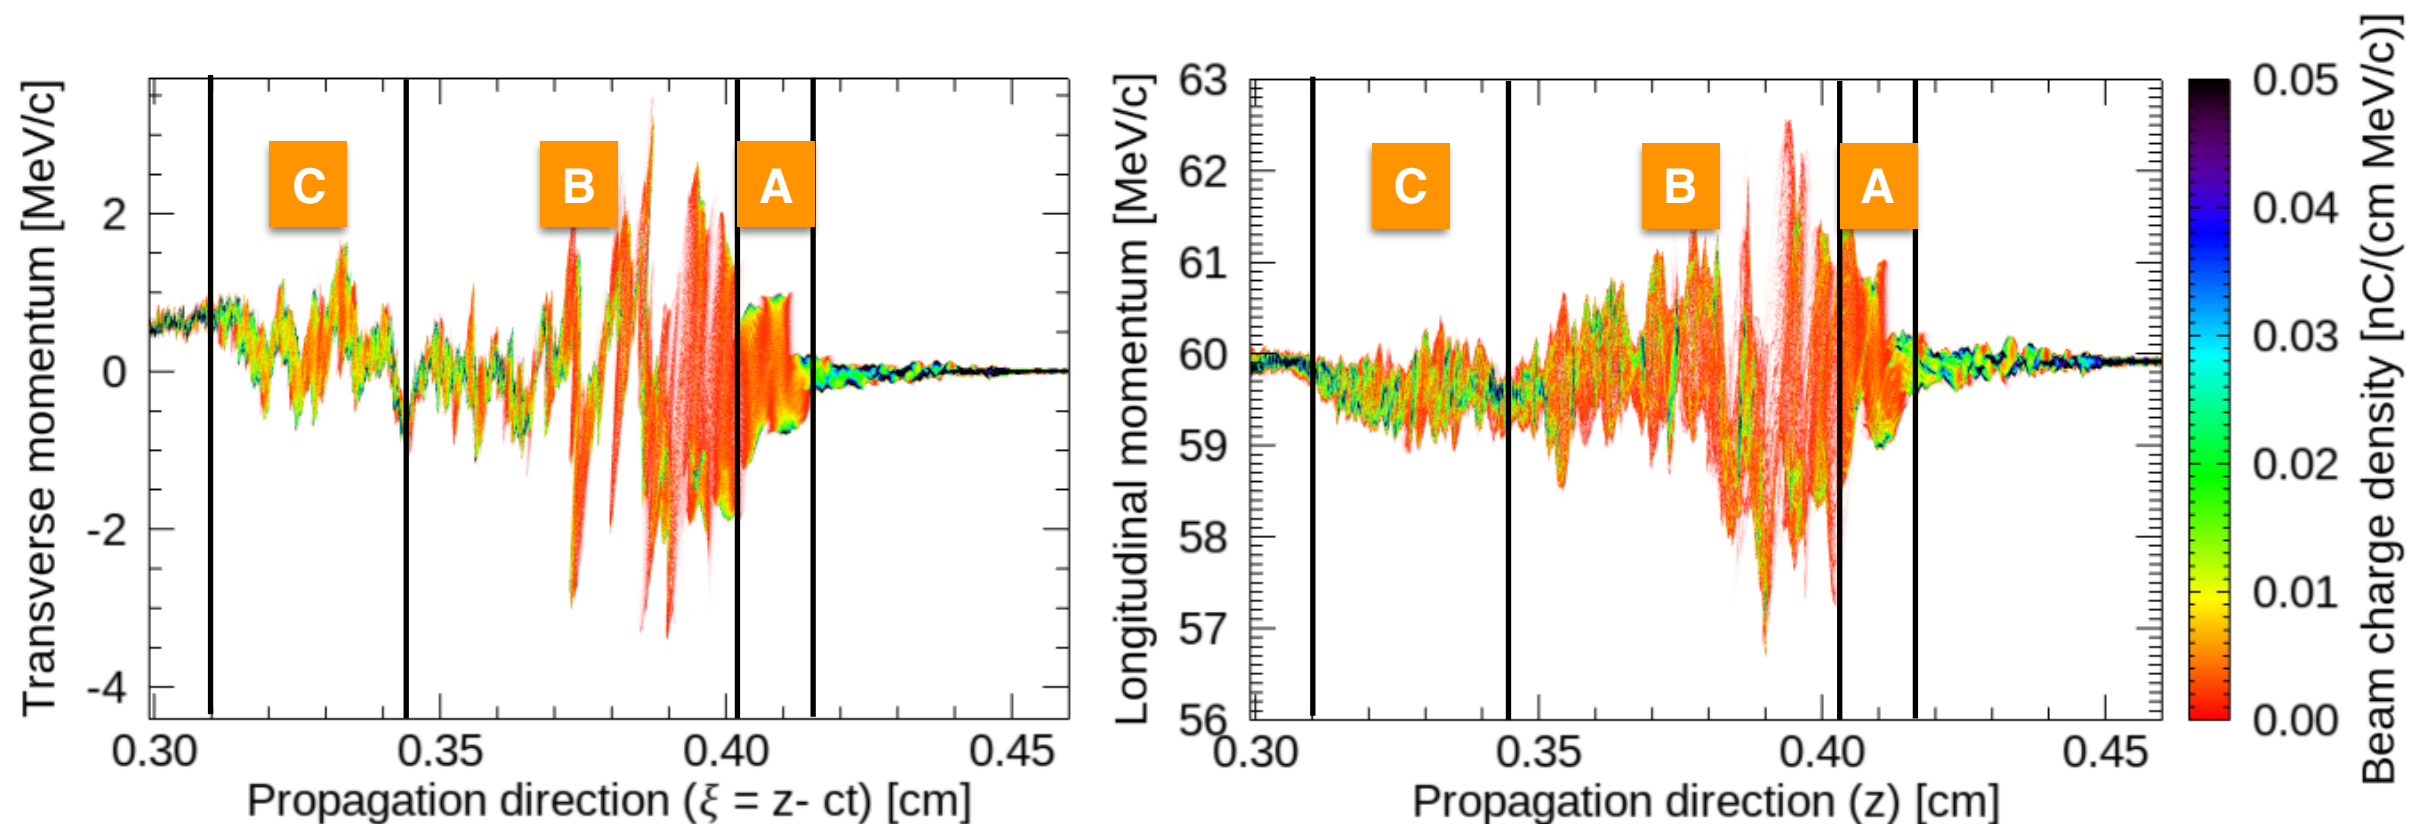 Transverse momentum [MeV/c]
2
0
-2
-4
C
B
A
0.30
0.35
0.40
0.45
Propagation direction (ξ = z- ct) [cm]
Longitudinal momentum [MeV/c]
63
62
61
60
59
58
57
56
C
B
A
0.30
0.35
0.40
0.45
Propagation direction (z) [cm]
0.05
0.04
0.03
0.02
0.01
0.00
Beam charge density [nC/(cm MeV/c)]